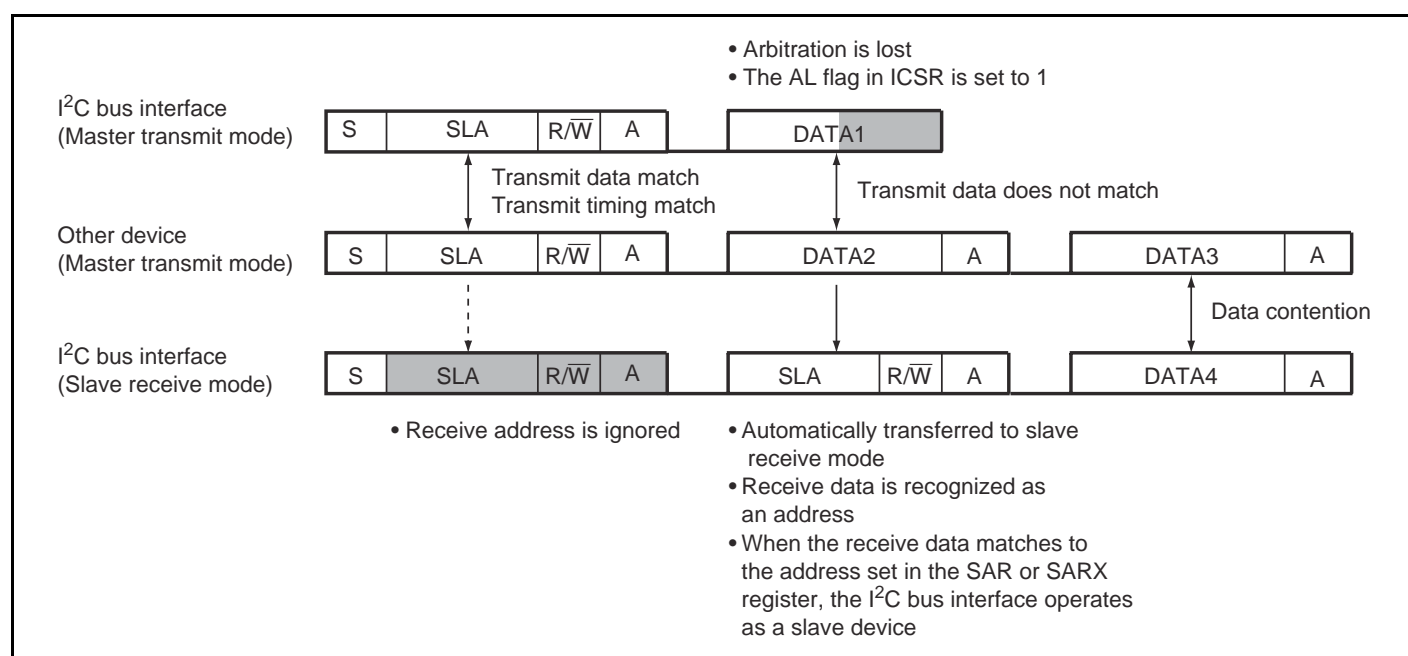 • Arbitration is lost
• The AL flag in ICSR is set to 1
I²C bus interface
(Master transmit mode)
S SLA R/W̅ A DATA1
Transmit data match
Transmit timing match
Transmit data does not match
Other device
(Master transmit mode)
S SLA R/W̅ A DATA2 A DATA3 A
Data contention
I²C bus interface
(Slave receive mode)
S SLA R/W̅ A SLA R/W̅ A DATA4 A
• Receive address is ignored
• Automatically transferred to slave
receive mode
• Receive data is recognized as
an address
• When the receive data matches to
the address set in the SAR or SARX
register, the I²C bus interface operates
as a slave device